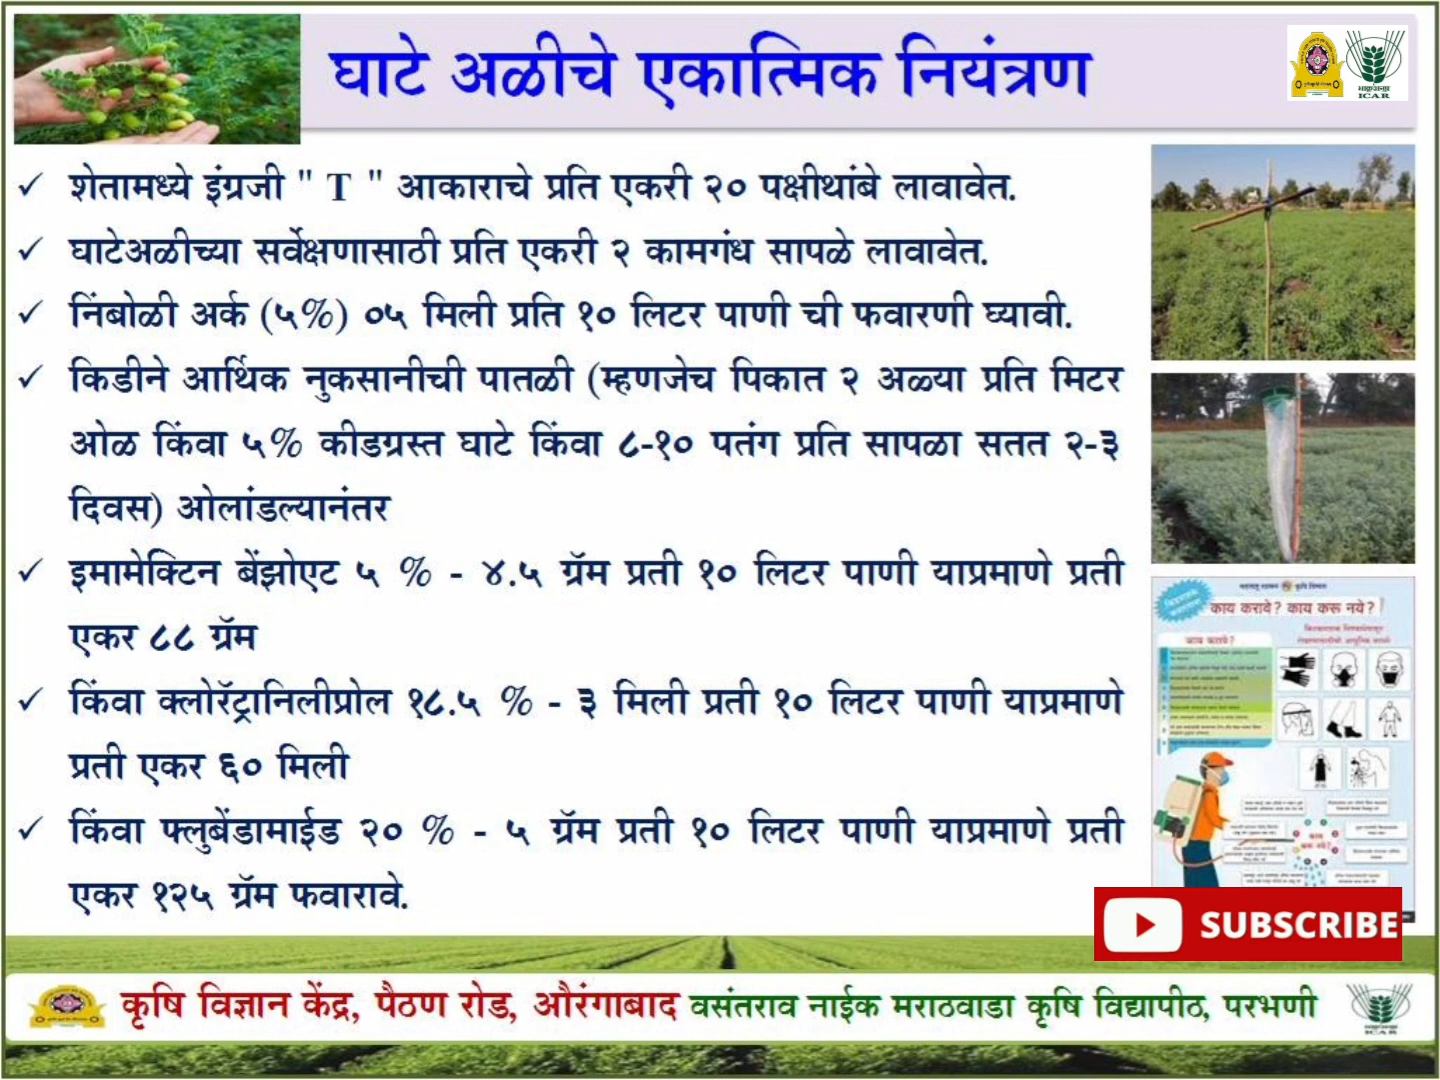 घाटे अळीचे एकात्मिक नियंत्रण
ICAR
✓ शेतामध्ये इंग्रजी " T " आकाराचे प्रति एकरी २० पक्षीथांबे लावावेत.
✓ घाटेअळीच्या सर्वेक्षणासाठी प्रति एकरी २ कामगंध सापळे लावावेत.
✓ निंबोळी अर्क (५%) ०५ मिली प्रति १० लिटर पाणी ची फवारणी घ्यावी.
✓ किडीने आर्थिक नुकसानीची पातळी (म्हणजेच पिकात २ अळ्या प्रति मिटर
ओळ किंवा ५% कीडग्रस्त घाटे किंवा ८-१० पतंग प्रति सापळा सतत २-३
दिवस) ओलांडल्यानंतर
✓ इमामेक्टिन बेंझोएट ५ % - ४.५ ग्रॅम प्रती १० लिटर पाणी याप्रमाणे प्रती
एकर ८८ ग्रॅम
✓ किंवा क्लोरॅट्रानिलीप्रोल १८.५ % - ३ मिली प्रती १० लिटर पाणी याप्रमाणे
प्रती एकर ६० मिली
✓ किंवा फ्लुबेंडामाईड २० % - ५ ग्रॅम प्रती १० लिटर पाणी याप्रमाणे प्रती
एकर १२५ ग्रॅम फवारावे.
काय करावे? काय करू नये?
काय करावे?
SUBSCRIBE
कृषि विज्ञान केंद्र, पैठण रोड, औरंगाबाद वसंतराव नाईक मराठवाडा कृषि विद्यापीठ, परभणी
ICAR